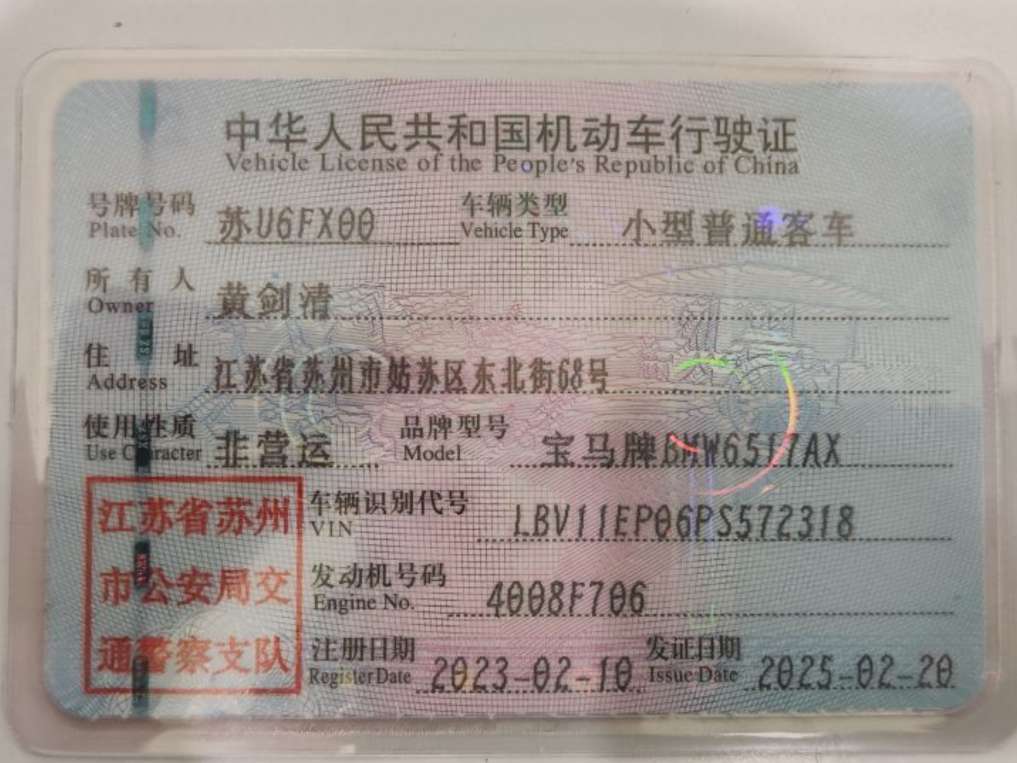 中华人民共和国机动车行驶证
Vehicle License of the People's Republic of China
号牌号码 苏U6FX00 车辆类型 小型普通客车
Plate No. Vehicle Type
所有人 黄剑清
Owner
住址 江苏省苏州市姑苏区东北街68号
Address
使用性质 非营运 品牌型号 宝马牌BMW6517AX
Use Character Model
江苏省苏州
市公安局交
通警察支队
车辆识别代号 LBV11EP06PS572318
VIN
发动机号码 4008F706
Engine No.
注册日期 2023-02-10 发证日期 2025-02-20
Register Date Issue Date